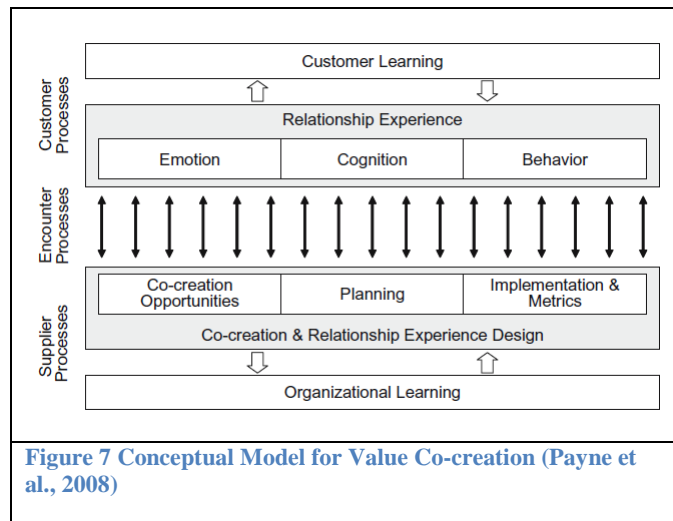 Customer Learning
Customer
Processes
Relationship Experience
Emotion
Cognition
Behavior
Encounter
Processes
Supplier
Processes
Co-creation
Opportunities
Planning
Implementation &
Metrics
Co-creation & Relationship Experience Design
Organizational Learning
Figure 7 Conceptual Model for Value Co-creation (Payne et
al., 2008)